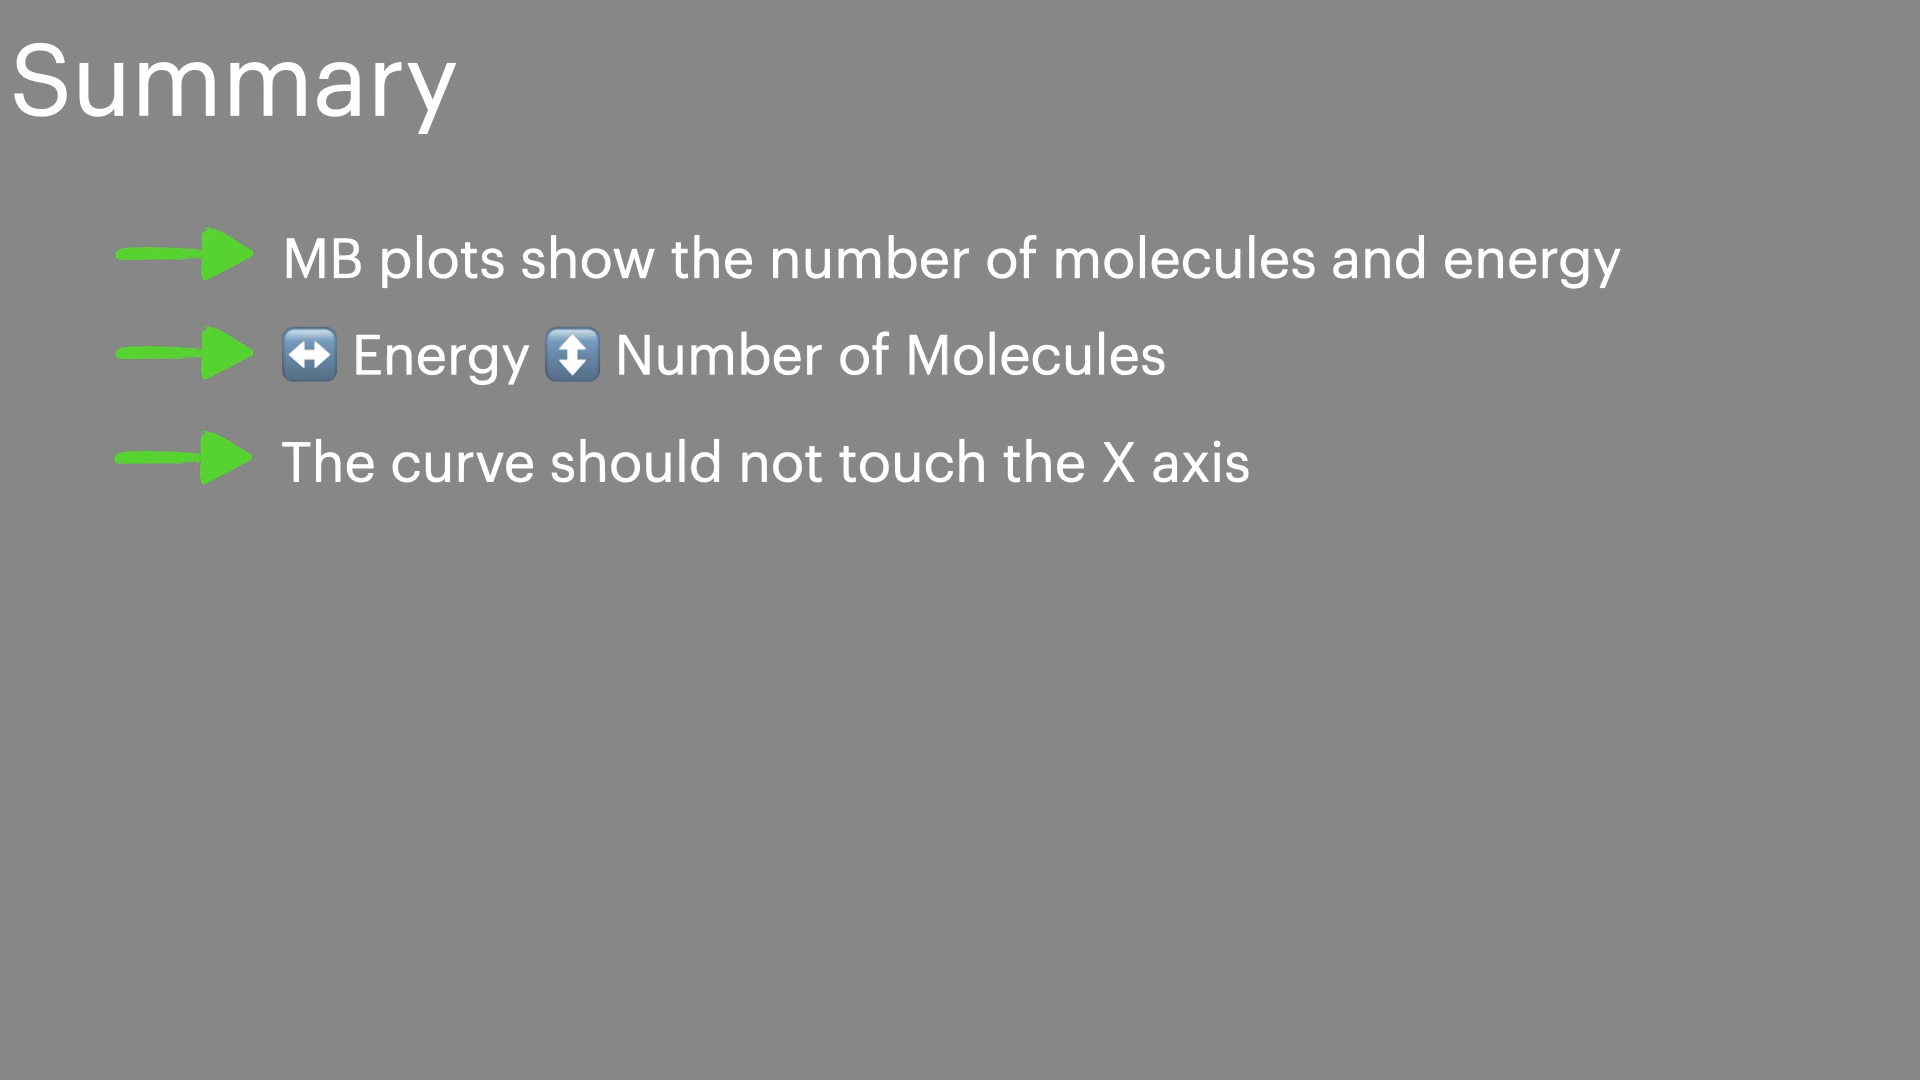 Summary
MB plots show the number of molecules and energy
↔️ Energy ↕️ Number of Molecules
The curve should not touch the X axis